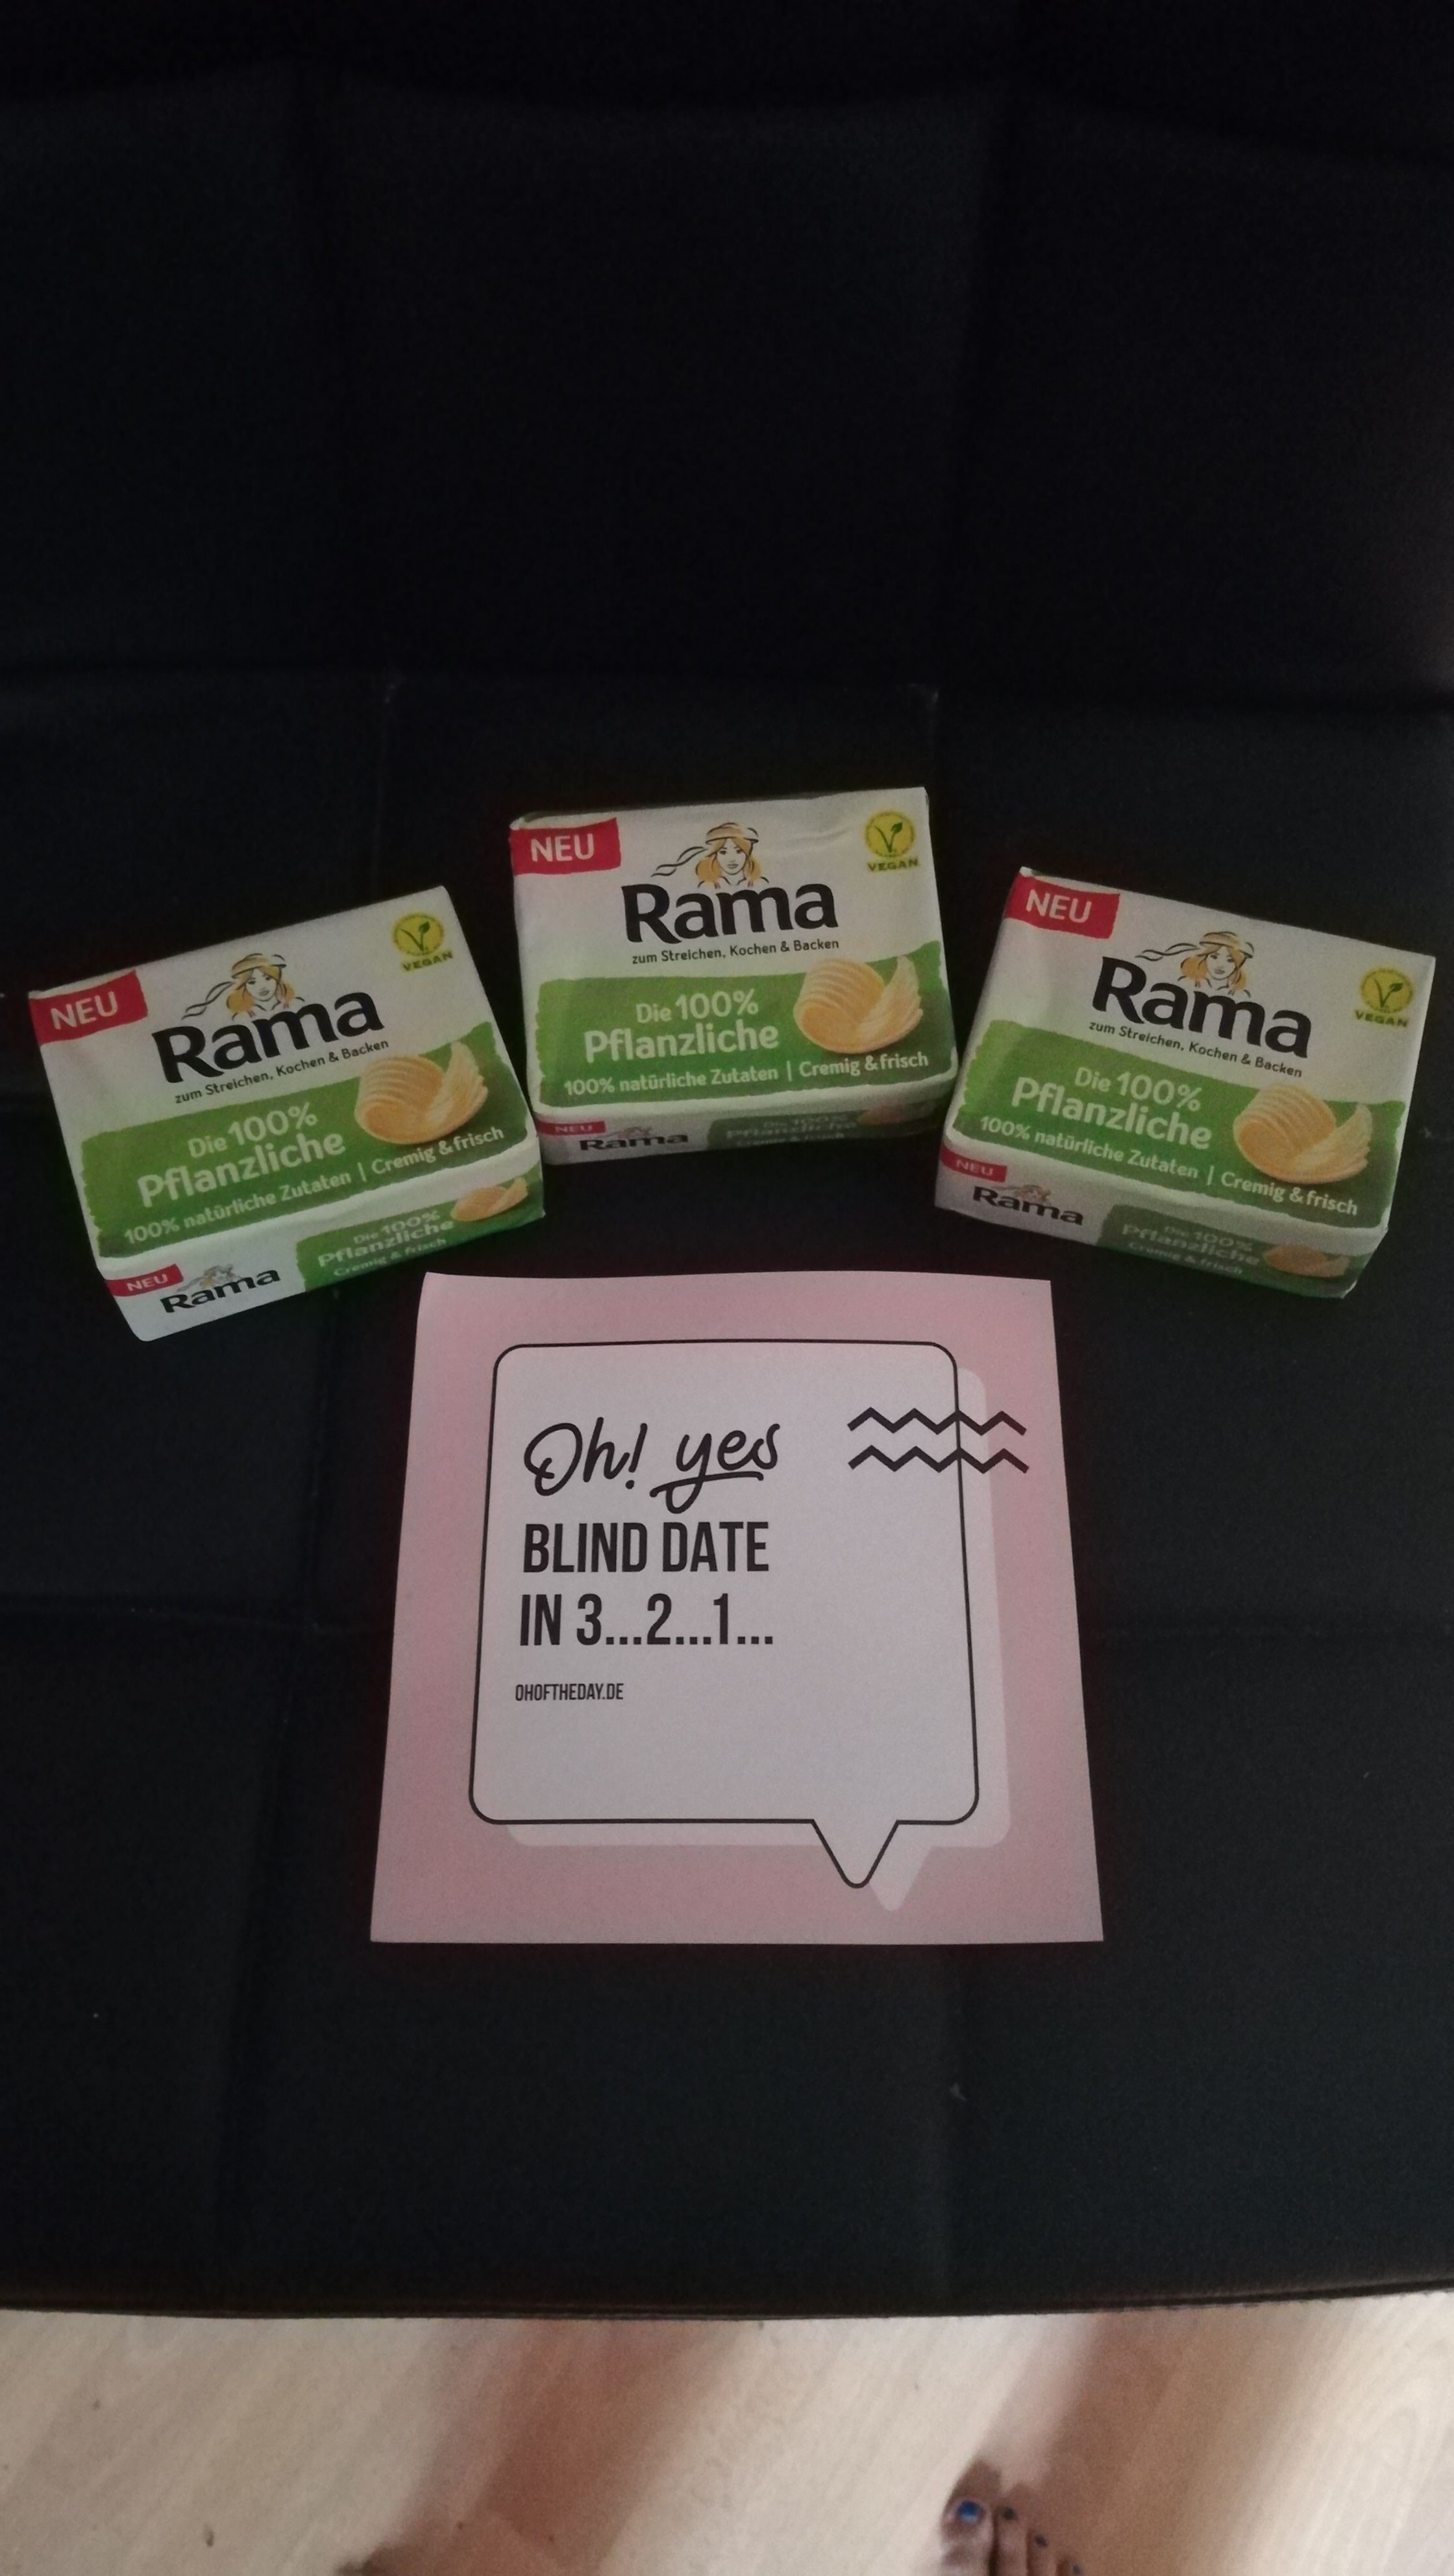 NEU
VEGAN
Rama
zum Streichen, Kochen & Backen
Die 100%
Pflanzliche
100% natürliche Zutaten | Cremig & frisch
NEU
Rama
Die 100%
Pflanzliche
Cremig & frisch
NEU
VEGAN
Rama
zum Streichen, Kochen & Backen
Die 100%
Pflanzliche
100% natürliche Zutaten | Cremig & frisch
NEU
Rama
Die 100%
Pflanzliche
NEU
VEGAN
Rama
zum Streichen, Kochen & Backen
Die 100%
Pflanzliche
100% natürliche Zutaten | Cremig & frisch
NEU
Rama
Die 100%
Pflanzliche
Cremig & frisch
Oh! yes
BLIND DATE
IN 3...2...1...
OHOFTHEDAY.DE